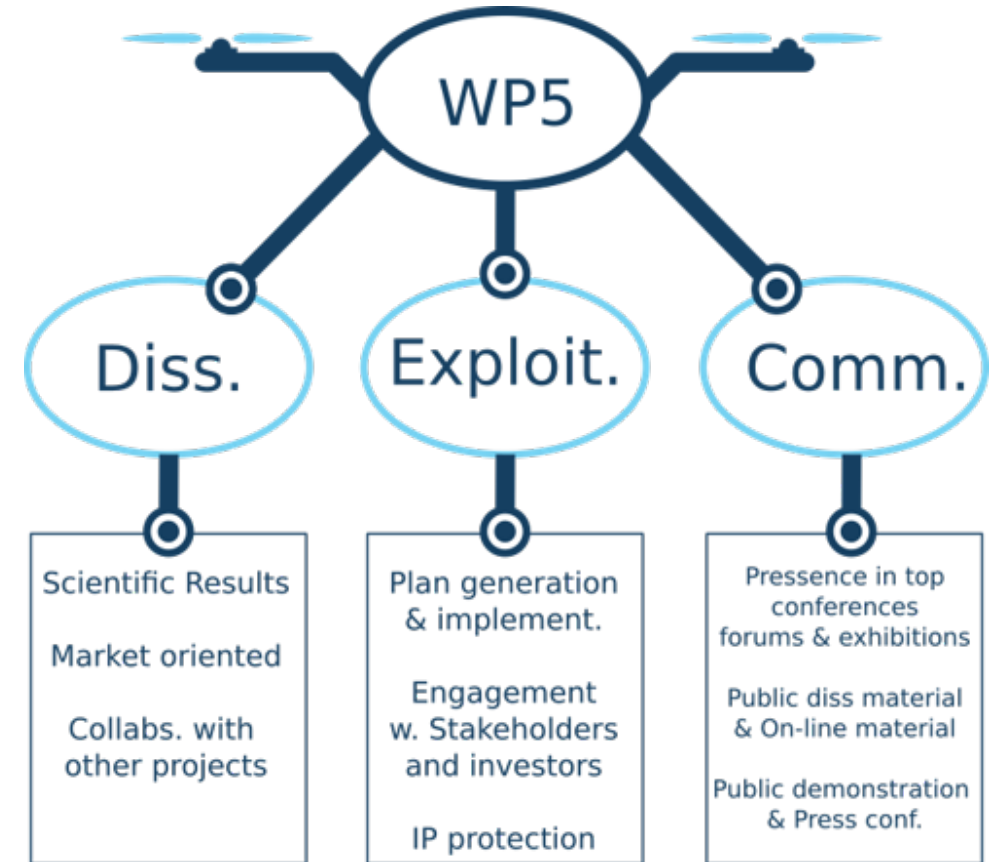 WP5
Diss.
Exploit.
Comm.
Scientific Results
Market oriented
Collabs. with
other projects
Plan generation
& implement.
Engagement
w. Stakeholders
and investors
IP protection
Pressence in top
conferences
forums & exhibitions
Public diss material
& On-line material
Public demonstration
& Press conf.